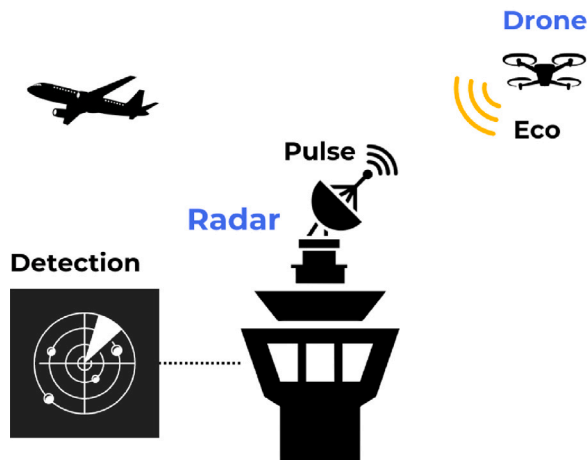 Drone
Eco
Pulse
Radar
Detection